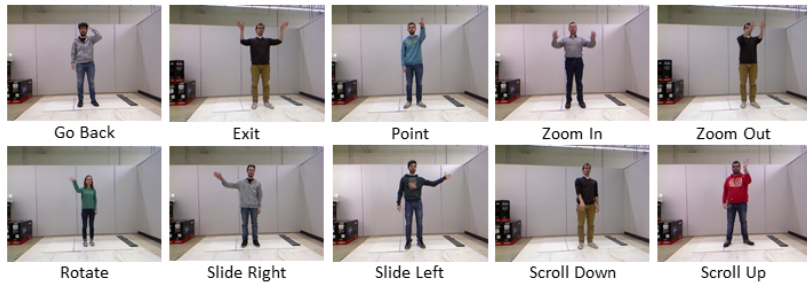 Go Back
Exit
Point
Zoom In
Zoom Out
Rotate
Slide Right
Slide Left
Scroll Down
Scroll Up